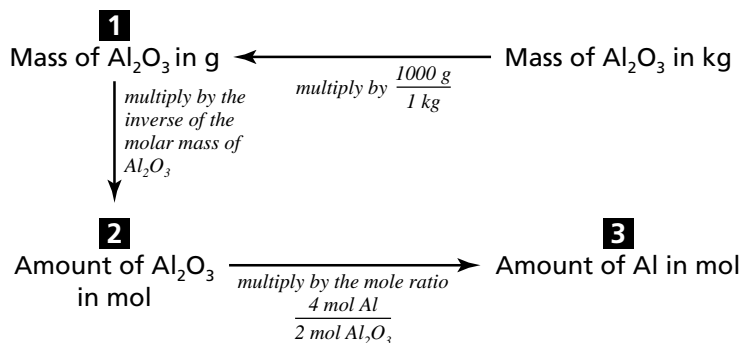 1
Mass of Al₂O₃ in g
multiply by 1000 g
1 kg
Mass of Al₂O₃ in kg
multiply by the
inverse of the
molar mass of
Al₂O₃
2
Amount of Al₂O₃
in mol
multiply by the mole ratio
4 mol Al
2 mol Al₂O₃
3
Amount of Al in mol